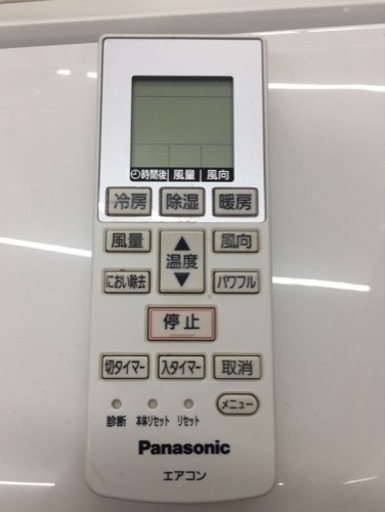 時間後 風量 風向
冷房 除湿 暖房
風量 ▲ 風向
温度
におい除去 ▼ パワフル
停止
切タイマー 入タイマー 取消
診断 本体リセット リセット メニュー
Panasonic
エアコン